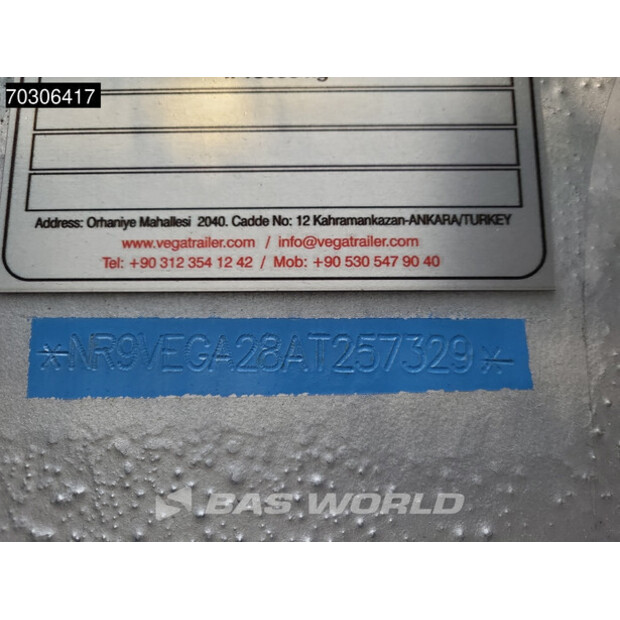 70306417
Address: Orhaniye Mahallesi 2040. Cadde No: 12 Kahramankazan-ANKARA/TURKEY
www.vegatrailer.com / info@vegatrailer.com
Tel: +90 312 354 12 42 / Mob: +90 530 547 90 40
*NR9VEGA28AT257329*
BAS WORLD